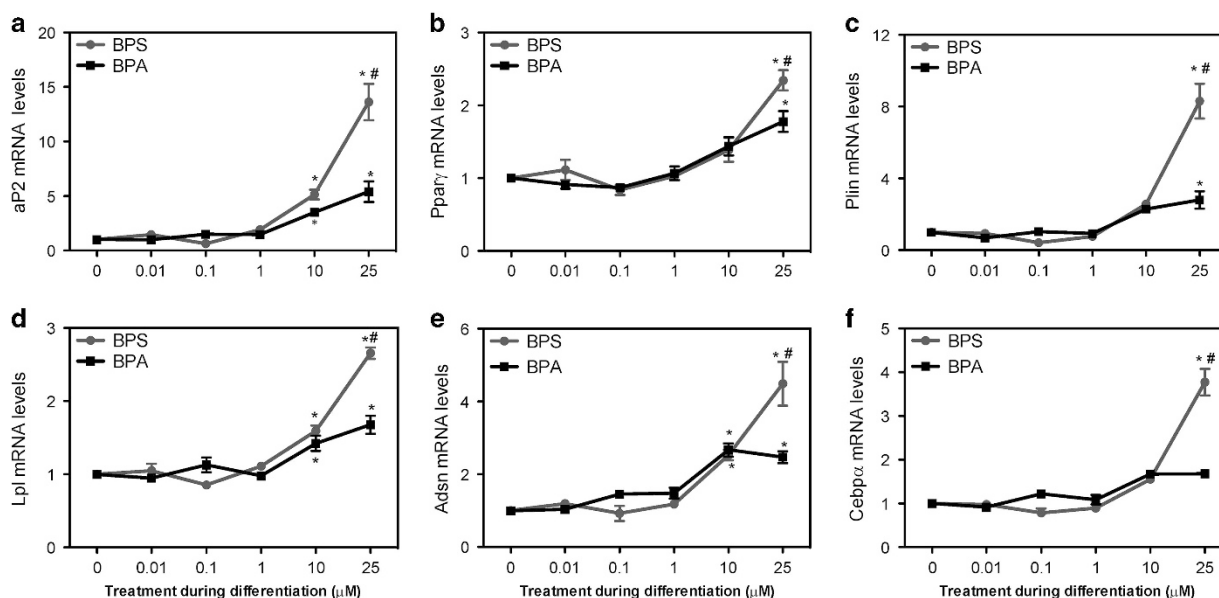 a
20
15
10
5
0
aP2 mRNA levels
BPS
BPA
* #
*
*
*
0 0.01 0.1 1 10 25
b
3
2
1
0
Pparγ mRNA levels
BPS
BPA
* #
*
0 0.01 0.1 1 10 25
c
12
8
4
0
Plin mRNA levels
BPS
BPA
* #
*
0 0.01 0.1 1 10 25
d
3
2
1
0
Lpl mRNA levels
BPS
BPA
*#
*
*
*
0 0.01 0.1 1 10 25
Treatment during differentiation (μM)
e
6
4
2
0
Adsn mRNA levels
BPS
BPA
* #
*
*
*
0 0.01 0.1 1 10 25
Treatment during differentiation (μM)
f
5
4
3
2
1
0
Cebpα mRNA levels
BPS
BPA
* #
0 0.01 0.1 1 10 25
Treatment during differentiation (μM)